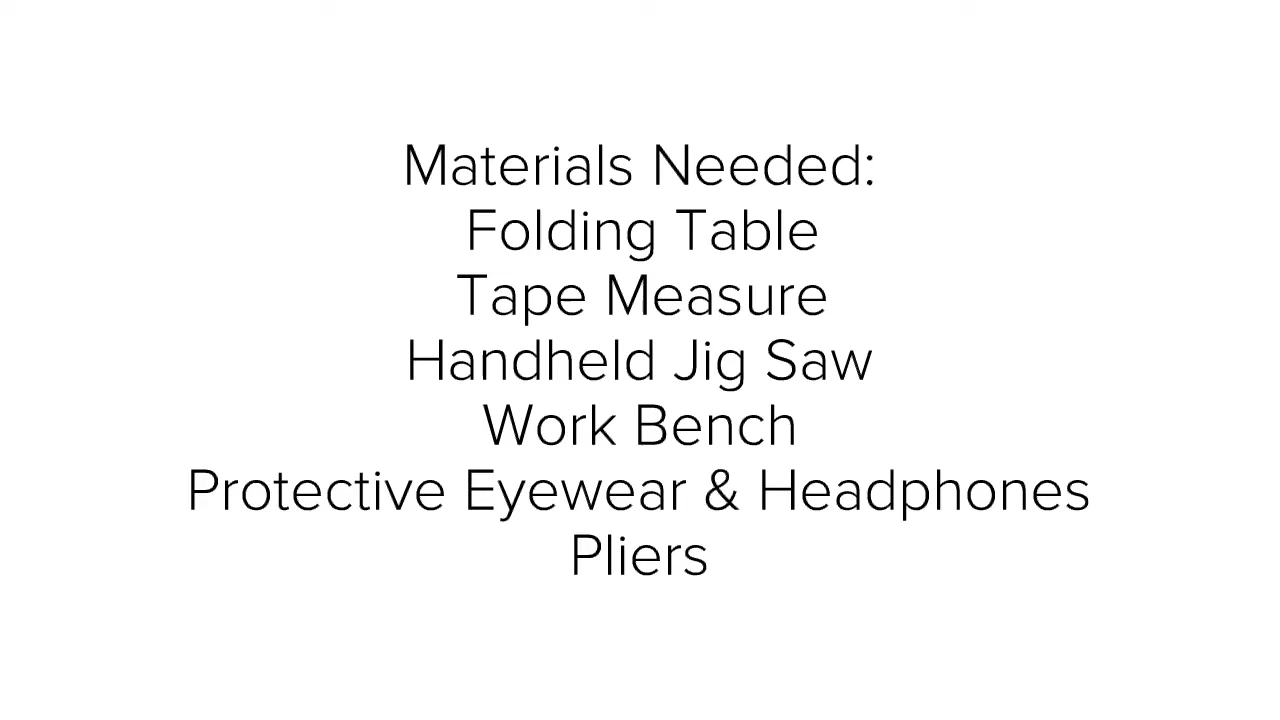 Materials Needed:
Folding Table
Tape Measure
Handheld Jig Saw
Work Bench
Protective Eyewear & Headphones
Pliers